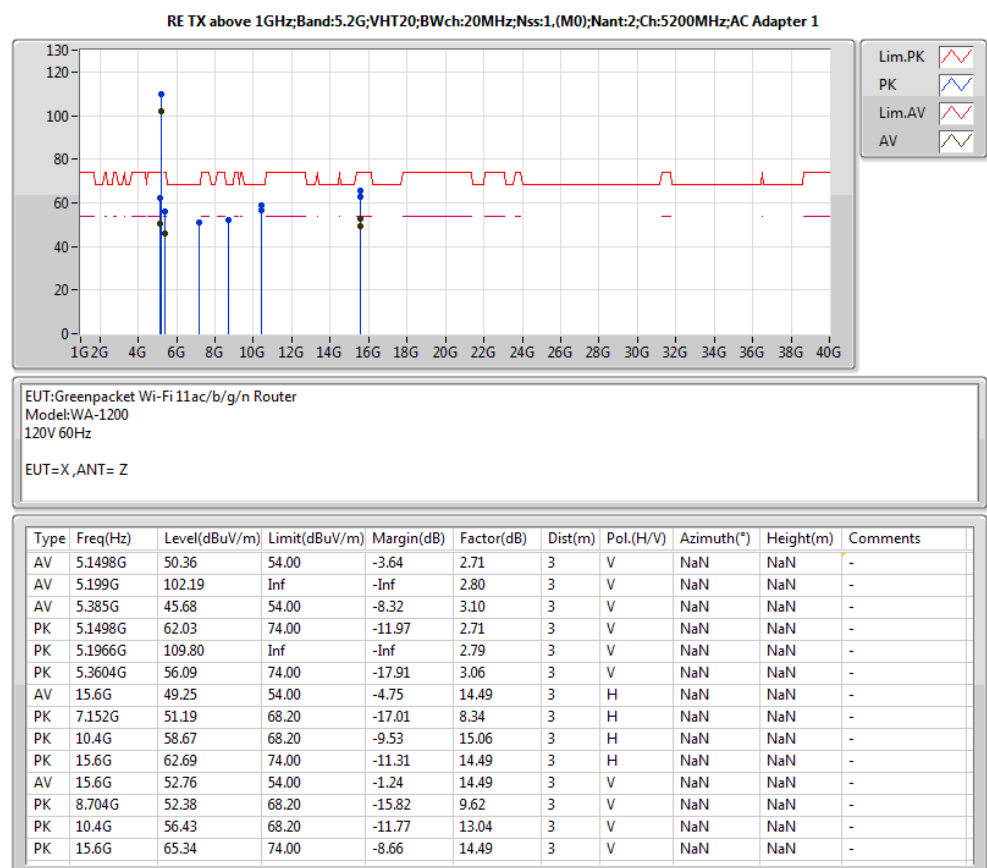 RE TX above 1GHz;Band:5.2G;VHT20;BWch:20MHz;Nss:1,(M0);Nant:2;Ch:5200MHz;AC Adapter 1
130
120
100
80
60
40
20
0
1G 2G 4G 6G 8G 10G 12G 14G 16G 18G 20G 22G 24G 26G 28G 30G 32G 34G 36G 38G 40G
Lim.PK
PK
Lim.AV
AV
EUT:Greenpacket Wi-Fi 11ac/b/g/n Router
Model:WA-1200
120V 60Hz
EUT=X ,ANT= Z
Type Freq(Hz) Level(dBuV/m) Limit(dBuV/m) Margin(dB) Factor(dB) Dist(m) Pol.(H/V) Azimuth(°) Height(m) Comments
AV 5.1498G 50.36 54.00 -3.64 2.71 3 V NaN NaN -
AV 5.199G 102.19 Inf -Inf 2.80 3 V NaN NaN -
AV 5.385G 45.68 54.00 -8.32 3.10 3 V NaN NaN -
PK 5.1498G 62.03 74.00 -11.97 2.71 3 V NaN NaN -
PK 5.1966G 109.80 Inf -Inf 2.79 3 V NaN NaN -
PK 5.3604G 56.09 74.00 -17.91 3.06 3 V NaN NaN -
AV 15.6G 49.25 54.00 -4.75 14.49 3 H NaN NaN -
PK 7.152G 51.19 68.20 -17.01 8.34 3 H NaN NaN -
PK 10.4G 58.67 68.20 -9.53 15.06 3 H NaN NaN -
PK 15.6G 62.69 74.00 -11.31 14.49 3 H NaN NaN -
AV 15.6G 52.76 54.00 -1.24 14.49 3 V NaN NaN -
PK 8.704G 52.38 68.20 -15.82 9.62 3 V NaN NaN -
PK 10.4G 56.43 68.20 -11.77 13.04 3 V NaN NaN -
PK 15.6G 65.34 74.00 -8.66 14.49 3 V NaN NaN -